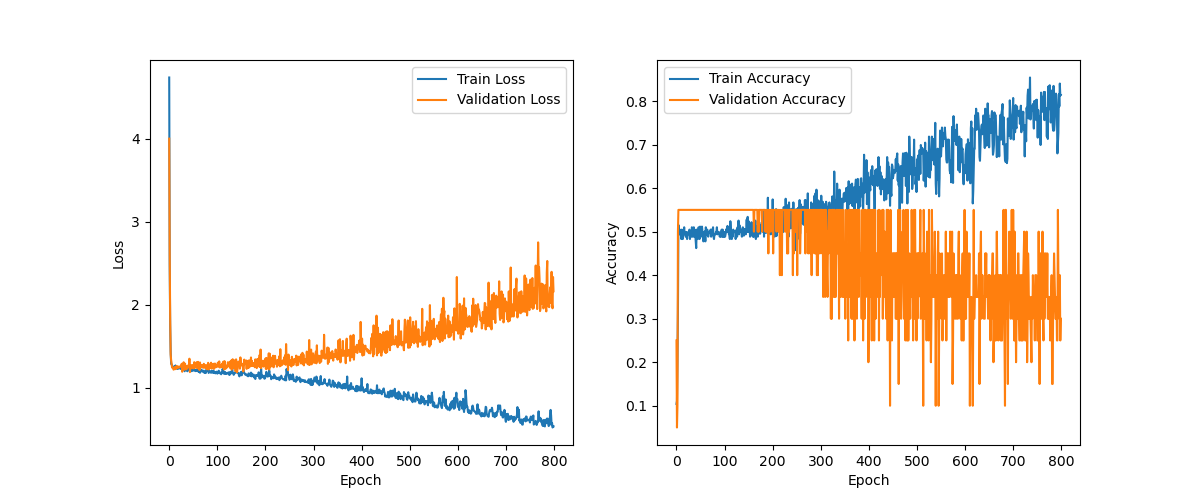 Train Loss
Validation Loss
4
3
2
1
Loss
0 100 200 300 400 500 600 700 800
Epoch
Train Accuracy
Validation Accuracy
0.8
0.7
0.6
0.5
0.4
0.3
0.2
0.1
Accuracy
0 100 200 300 400 500 600 700 800
Epoch